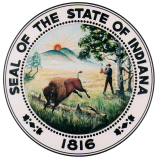 SEAL OF THE STATE OF INDIANA
1816